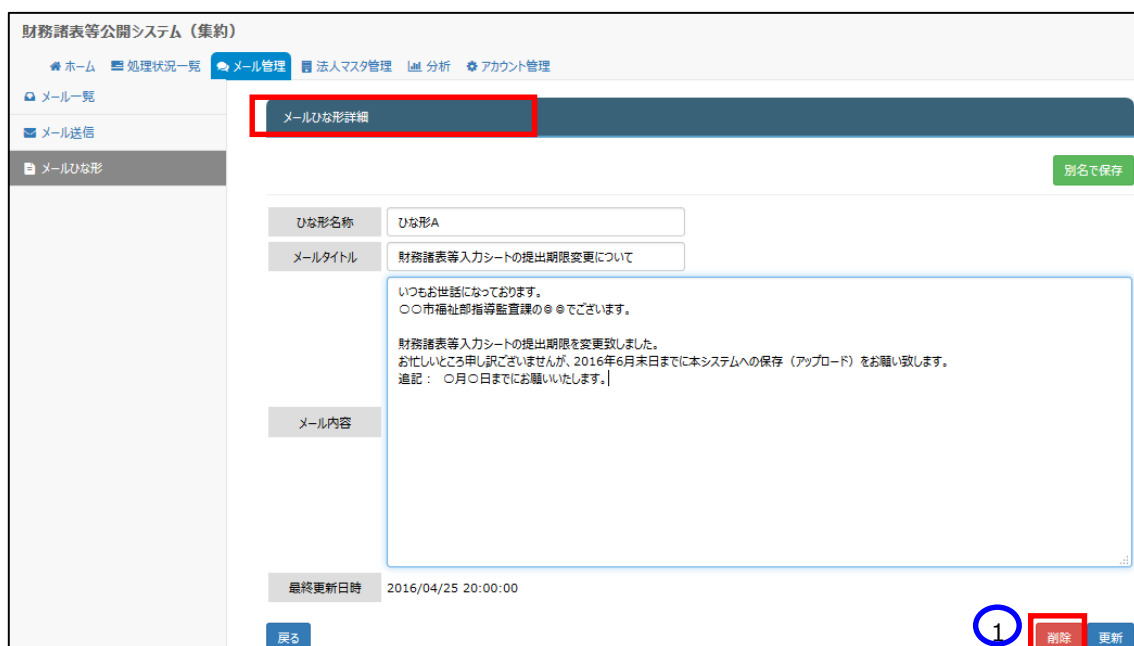 財務諸表等公開システム（集約）
ホーム 処理状況一覧 メール管理 法人マスタ管理 分析 アカウント管理
メール一覧
メール送信
メールひな形
メールひな形詳細
別名で保存
ひな形名称 ひな形A
メールタイトル 財務諸表等入力シートの提出期限変更について
いつもお世話になっております。
〇〇市福祉部指導監査課の◎◎でございます。
財務諸表等入力シートの提出期限を変更致しました。
お忙しいところ申し訳ございませんが、2016年6月末日までに本システムへの保存（アップロード）をお願い致します。
追記： 〇月〇日までにお願いいたします。
メール内容
最終更新日時 2016/04/25 20:00:00
戻る 1 削除 更新